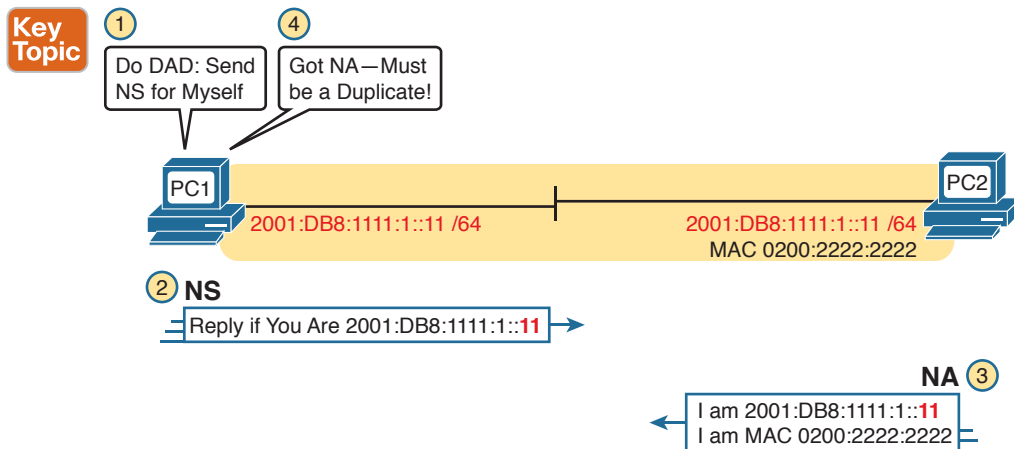 Key
Topic
1
Do DAD: Send
NS for Myself
4
Got NA—Must
be a Duplicate!
PC1
PC2
2001:DB8:1111:1::11 /64
2001:DB8:1111:1::11 /64
MAC 0200:2222:2222
2 NS
Reply if You Are 2001:DB8:1111:1::11
NA 3
I am 2001:DB8:1111:1::11
I am MAC 0200:2222:2222